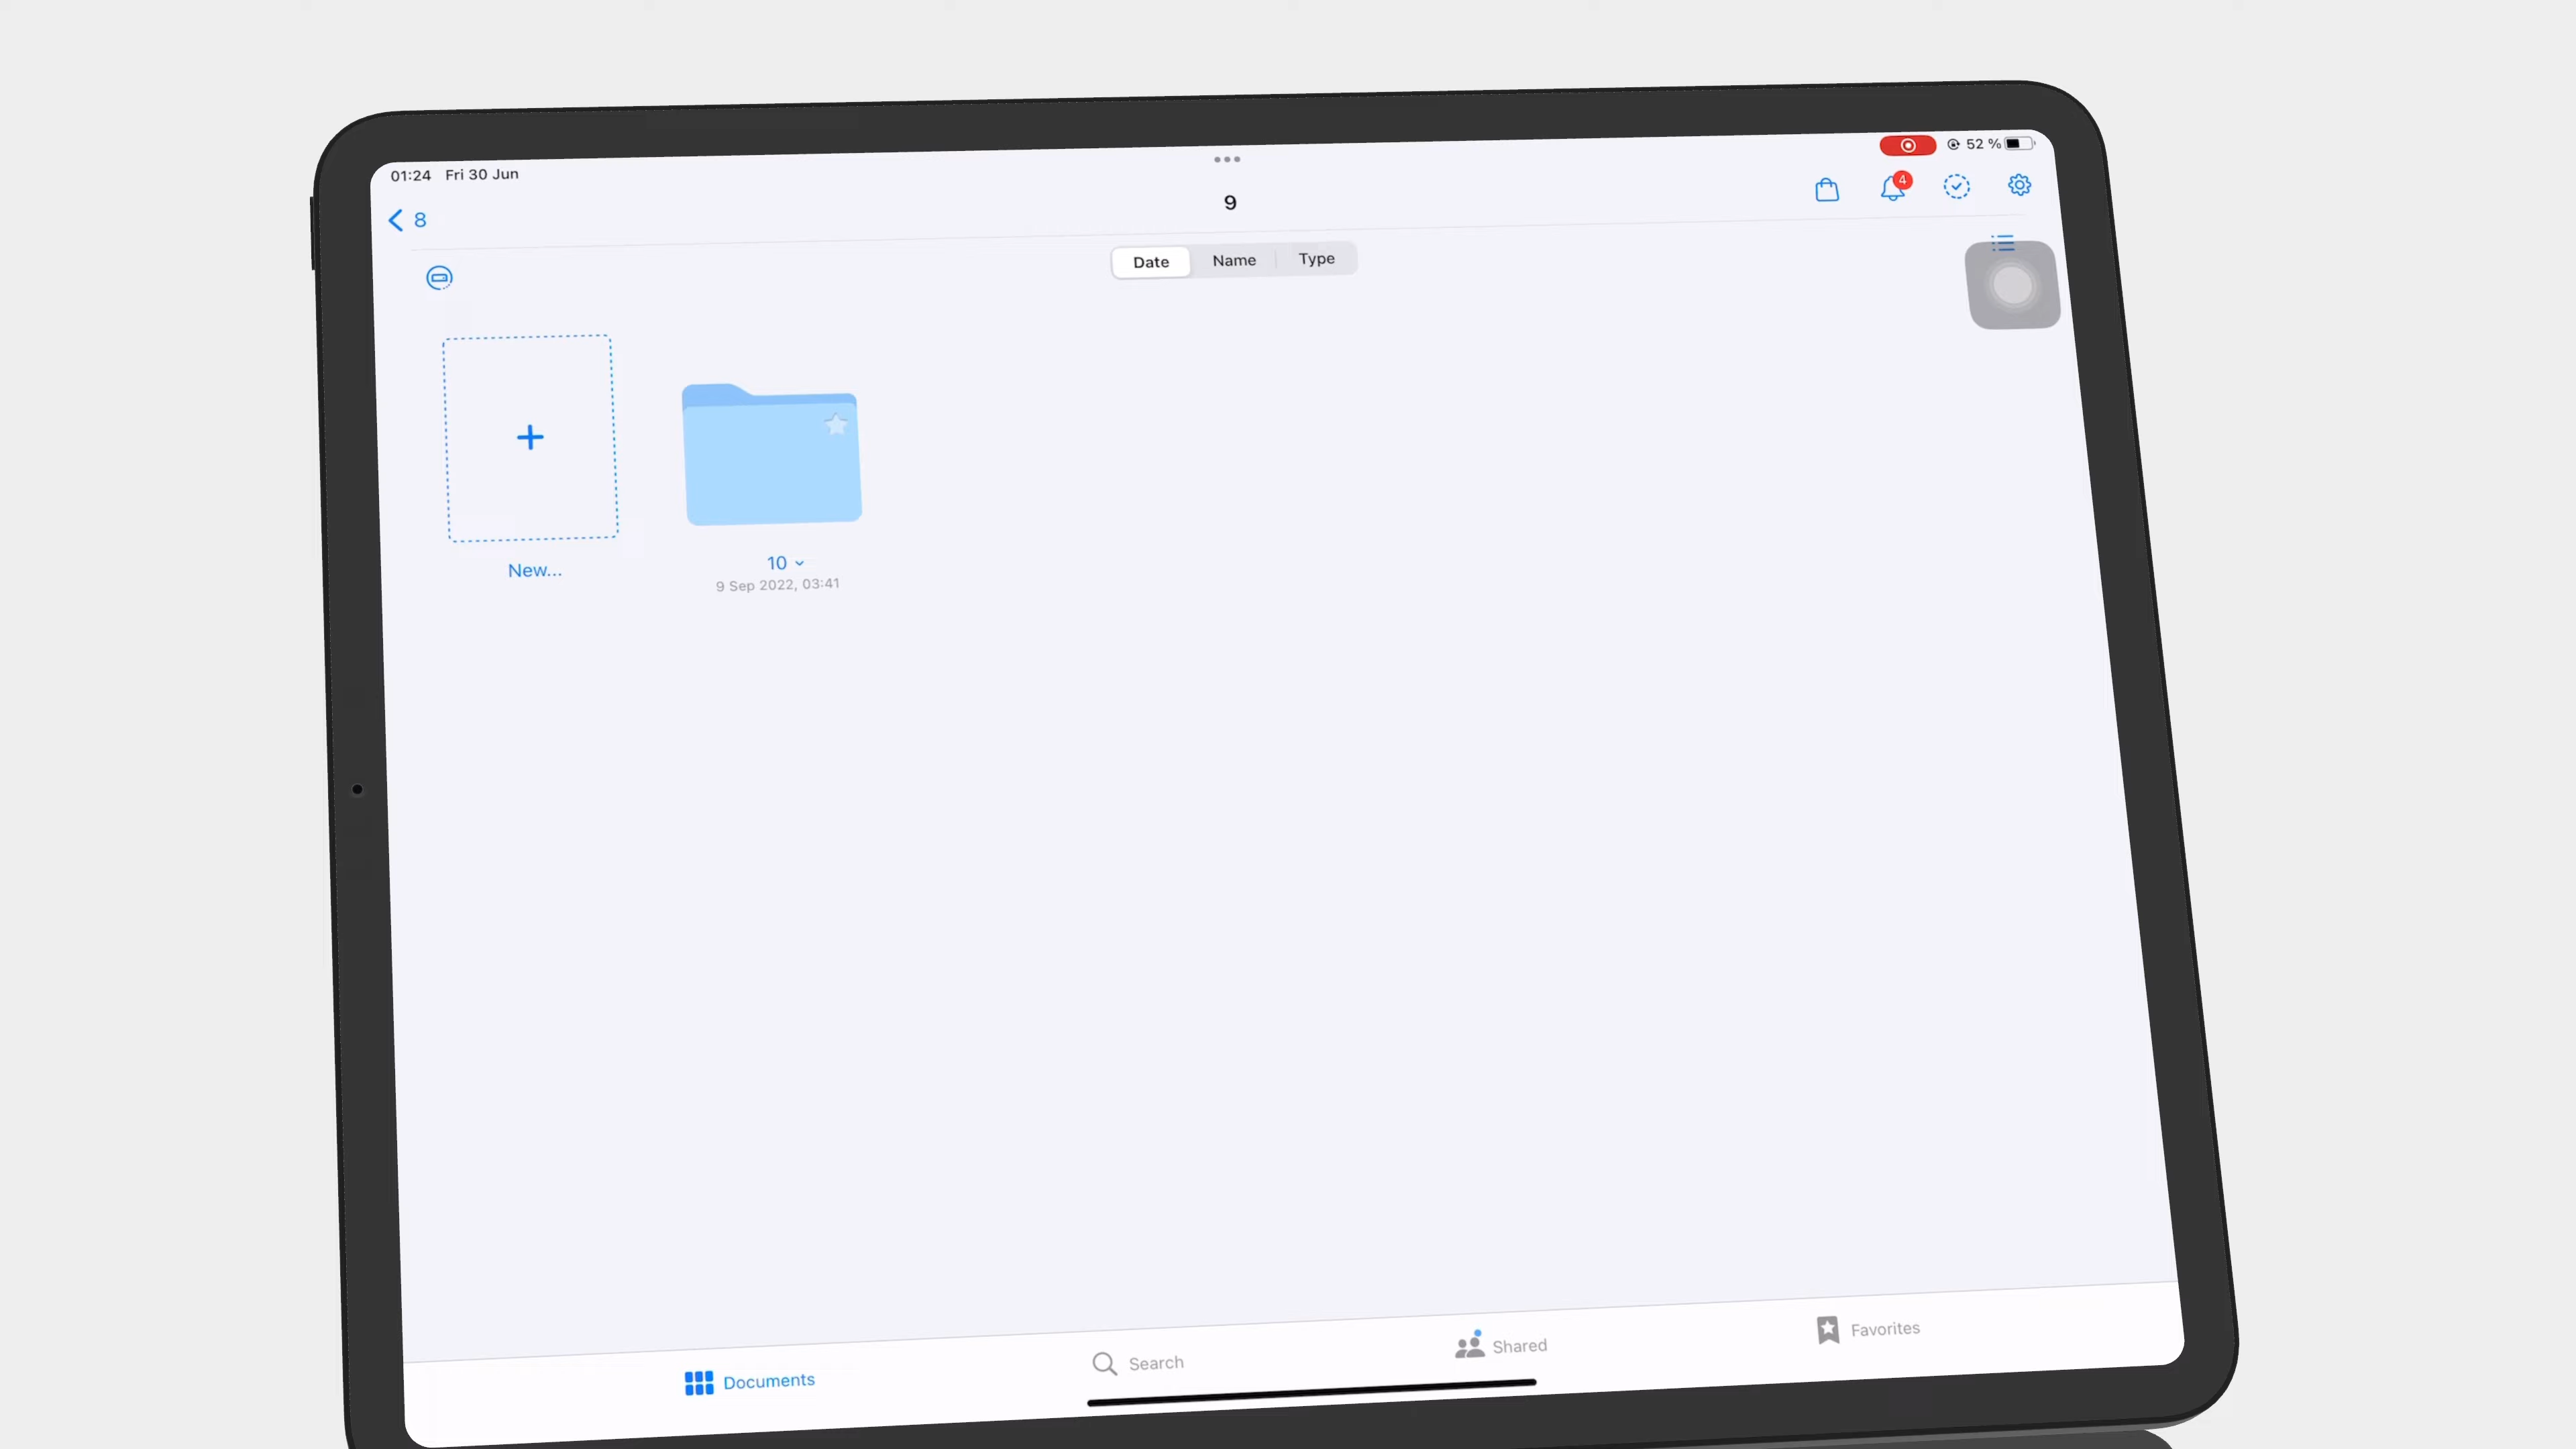 01:24 Fri 30 Jun
52 %
8
9
4
Date Name Type
New...
10
9 Sep 2022, 03:41
Documents
Search
Shared
Favorites